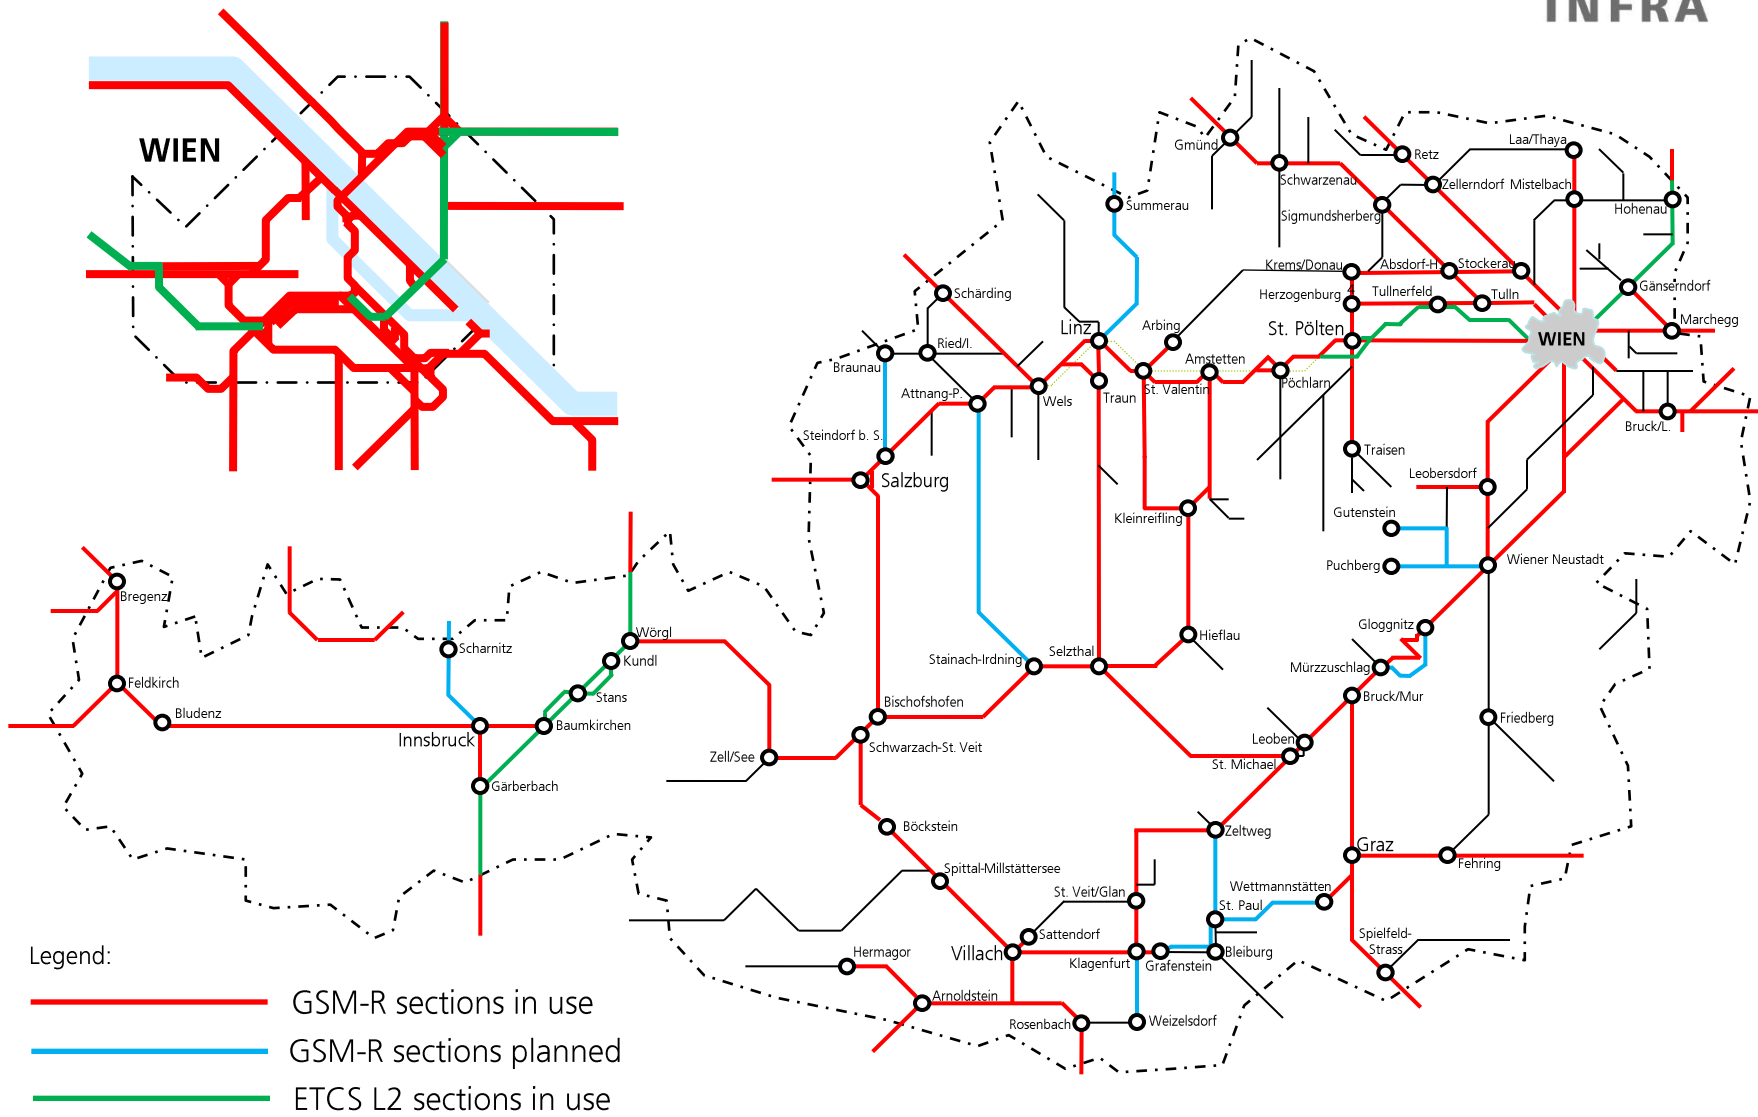 INFRA
WIEN
Gmünd
Schwarzenau
Retz
Laa/Thaya
Zellerndorf
Mistelbach
Sigmundsherberg
Hohenau
Summerau
Krems/Donau
Absdorf-H.
Stockerau
Schärding
Herzogenburg
Tullnerfeld
Tulln
Gänserndorf
Marchegg
Linz
Arbing
St. Pölten
WIEN
Ried/I.
Braunau
Amstetten
Attnang-P.
Wels
Traun
St. Valentin
Pöchlarn
Bruck/L.
Steindorf b. S.
Traisen
Salzburg
Leobersdorf
Kleinreifling
Gutenstein
Puchberg
Wiener Neustadt
Bregenz
Gloggnitz
Scharnitz
Wörgl
Kundl
Hieflau
Stainach-Irdning
Selzthal
Mürzzuschlag
Feldkirch
Stans
Bruck/Mur
Bludenz
Bischofshofen
Friedberg
Innsbruck
Baumkirchen
Schwarzach-St. Veit
Leoben
Zell/See
St. Michael
Gärberbach
Böckstein
Zeltweg
Graz
Fehring
Spittal-Millstättersee
St. Veit/Glan
Wettmannstätten
St. Paul
Sattendorf
Spielfeld-
Strass
Villach
Hermagor
Klagenfurt
Grafenstein
Bleiburg
Arnoldstein
Rosenbach
Weizelsdorf
Legend:
GSM-R sections in use
GSM-R sections planned
ETCS L2 sections in use